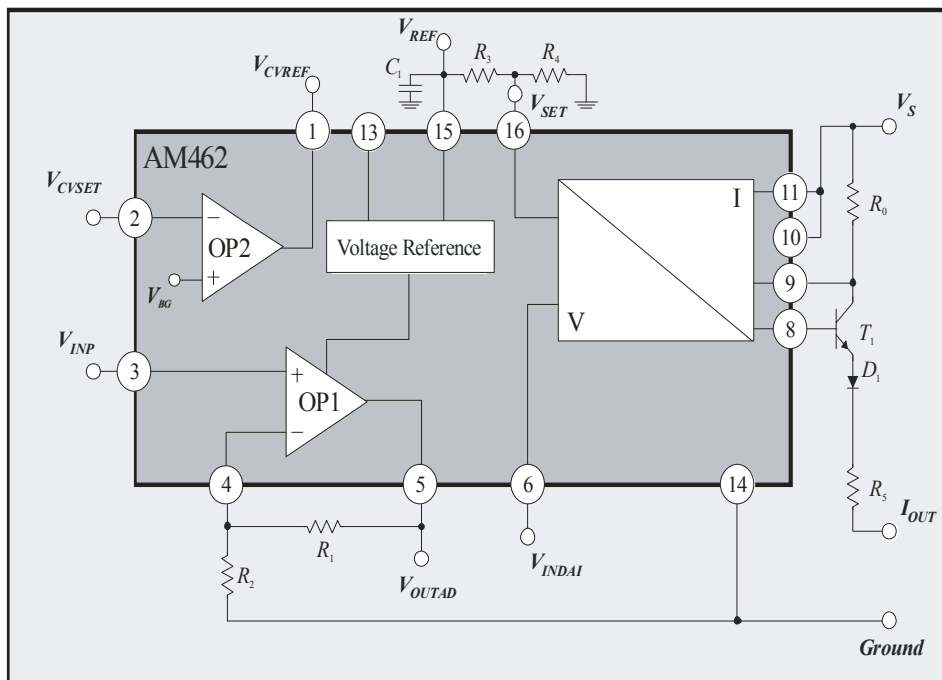 V_REF
R_3
R_4
C_1
V_CVREF
V_SET
V_S
1
13
15
16
AM462
V_CVSET
2
−
OP2
+
V_BG
Voltage Reference
I
V
11
10
9
8
R_0
T_1
D_1
V_INP
3
+
OP1
−
4
5
6
14
R_5
I_OUT
R_1
R_2
V_OUTAD
V_INDAI
Ground